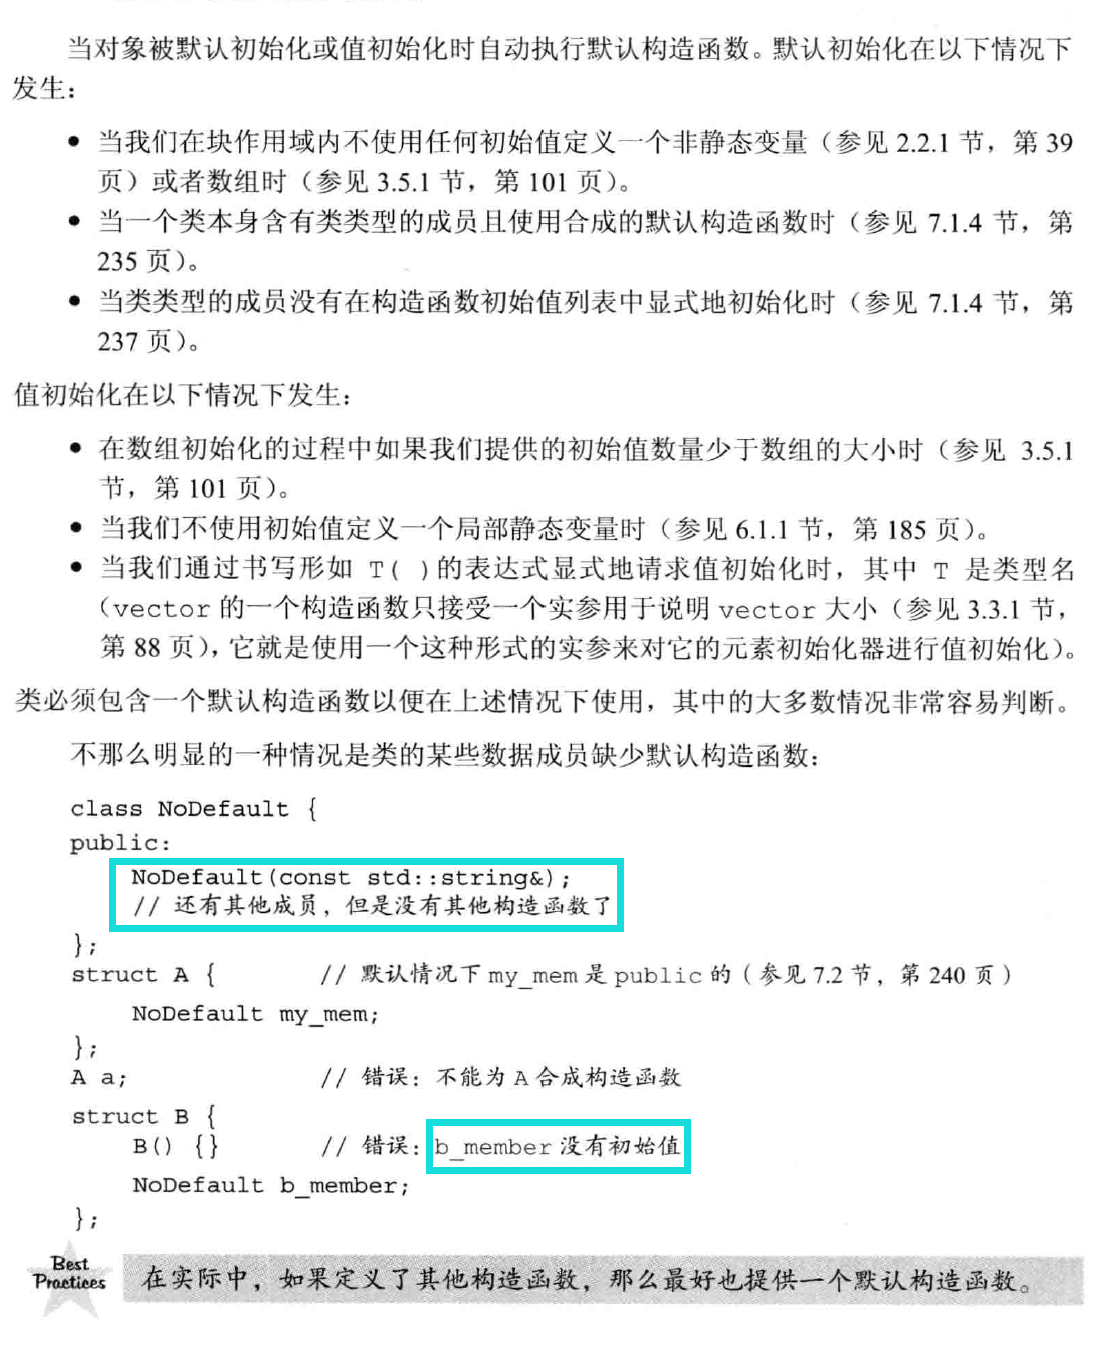 当对象被默认初始化或值初始化时自动执行默认构造函数。默认初始化在以下情况下
发生：
● 当我们在块作用域内不使用任何初始值定义一个非静态变量（参见 2.2.1 节，第 39
页）或者数组时（参见 3.5.1 节，第 101 页）。
● 当一个类本身含有类类型的成员且使用合成的默认构造函数时（参见 7.1.4 节，第
235 页）。
● 当类类型的成员没有在构造函数初始值列表中显式地初始化时（参见 7.1.4 节，第
237 页）。
值初始化在以下情况下发生：
● 在数组初始化的过程中如果我们提供的初始值数量少于数组的大小时（参见 3.5.1
节，第 101 页）。
● 当我们不使用初始值定义一个局部静态变量时（参见 6.1.1 节，第 185 页）。
● 当我们通过书写形如 T( )的表达式显式地请求值初始化时，其中 T 是类型名
（vector 的一个构造函数只接受一个实参用于说明 vector 大小（参见 3.3.1 节，
第 88 页），它就是使用一个这种形式的实参来对它的元素初始化器进行值初始化）。
类必须包含一个默认构造函数以便在上述情况下使用，其中的大多数情况非常容易判断。
不那么明显的一种情况是类的某些数据成员缺少默认构造函数：
class NoDefault {
public:
NoDefault(const std::string&);
// 还有其他成员，但是没有其他构造函数了
};
struct A { // 默认情况下 my_mem 是 public 的（参见 7.2 节，第 240 页）
NoDefault my_mem;
};
A a; // 错误：不能为 A 合成构造函数
struct B {
B() {} // 错误：b_member 没有初始值
NoDefault b_member;
};
Best
Practices
在实际中，如果定义了其他构造函数，那么最好也提供一个默认构造函数。